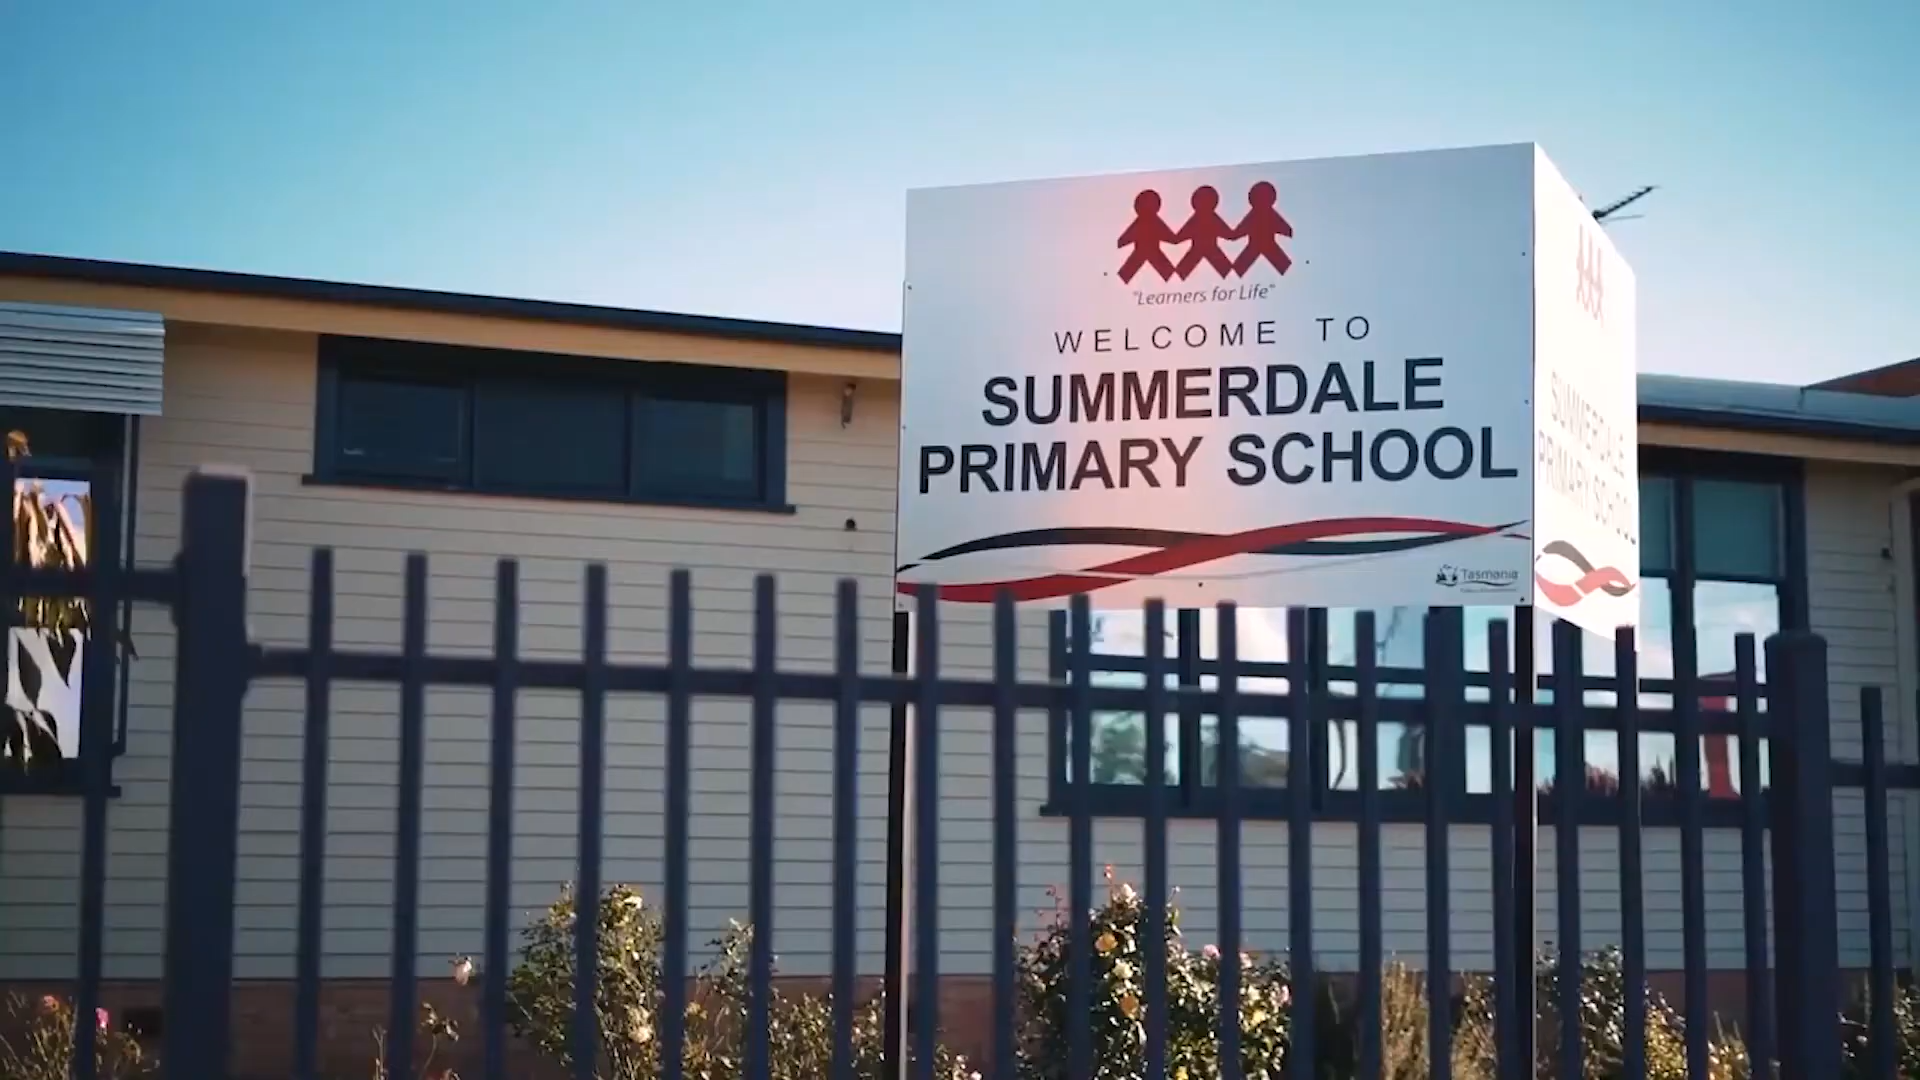 "Learners for Life"
WELCOME TO
SUMMERDALE
PRIMARY SCHOOL
Tasmania
SUMMERDALE
PRIMARY SCHOOL